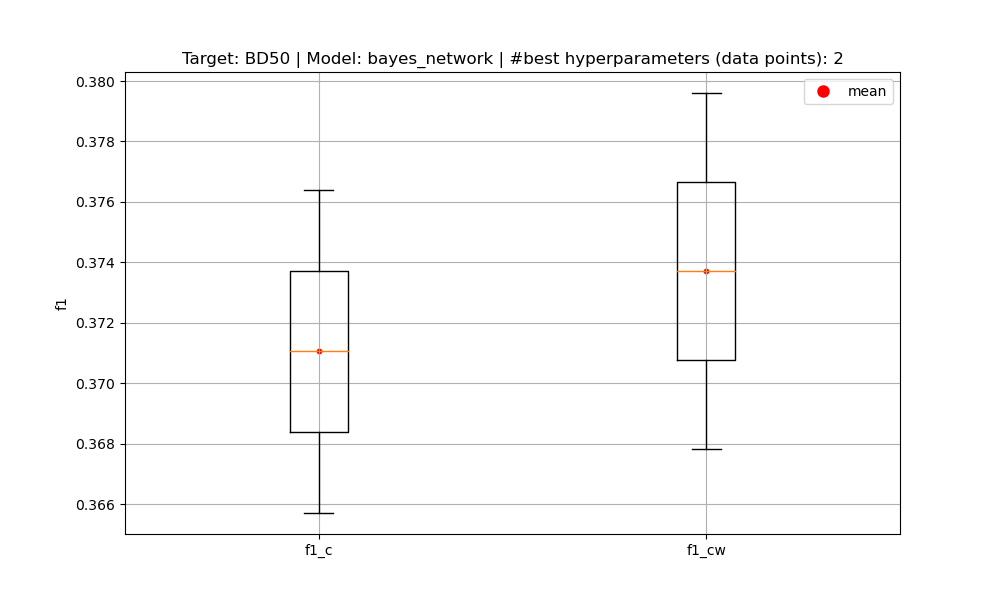 Target: BD50 | Model: bayes_network | #best hyperparameters (data points): 2
mean
0.380
0.378
0.376
0.374
0.372
0.370
0.368
0.366
f1
f1_c
f1_cw